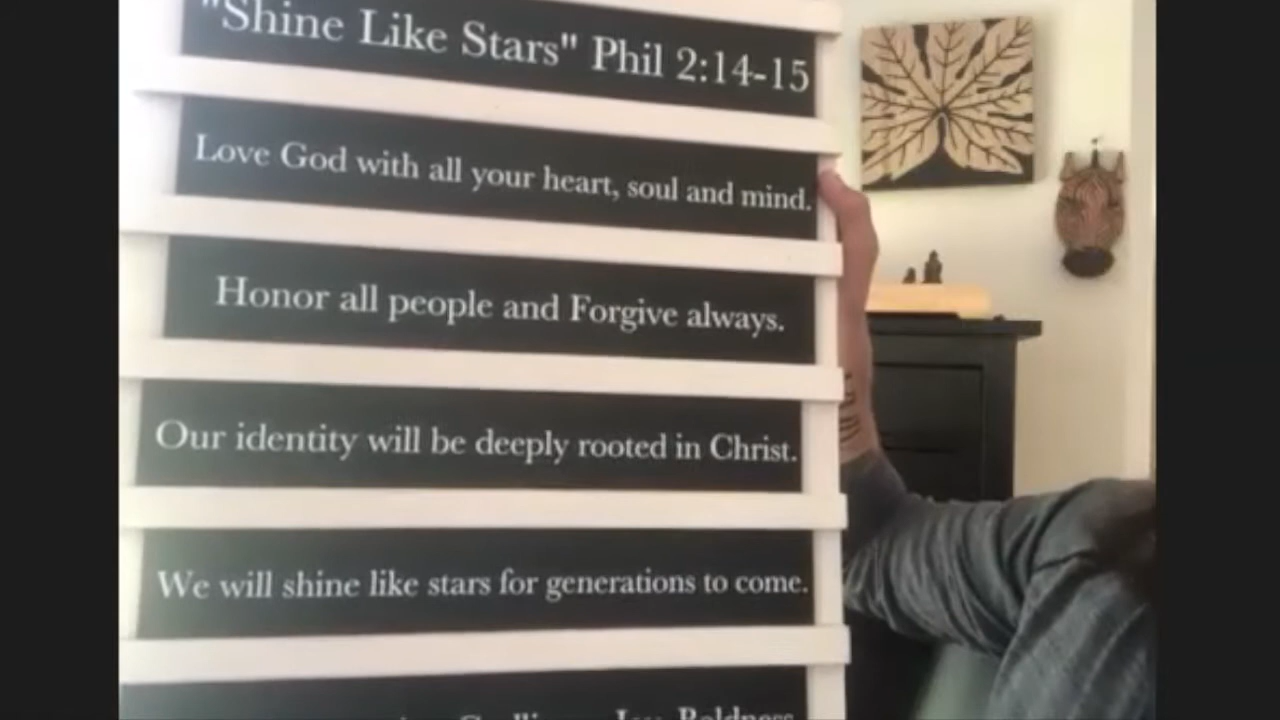 "Shine Like Stars" Phil 2:14-15
Love God with all your heart, soul and mind.
Honor all people and Forgive always.
Our identity will be deeply rooted in Christ.
We will shine like stars for generations to come.
Joy, Boldness